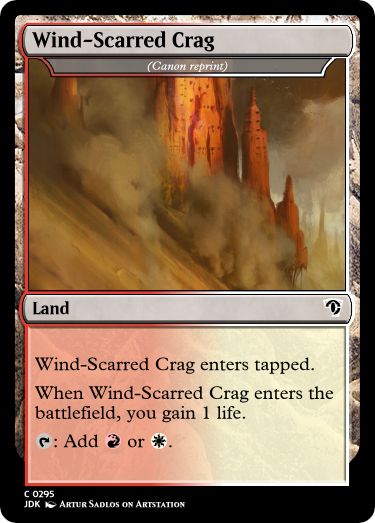 Wind-Scarred Crag
(Canon reprint)
Land
Wind-Scarred Crag enters tapped.
When Wind-Scarred Crag enters the
battlefield, you gain 1 life.
: Add or .
C 0295
JDK Artur Sadlos on Artstation